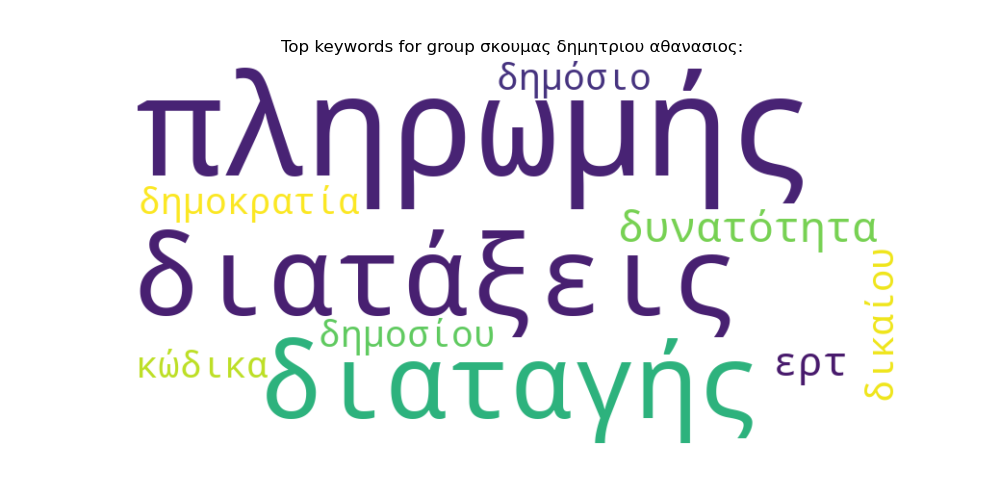 Top keywords for group σκουμας δημητριου αθανασιος:
δημόσιο
πληρωμής
δημοκρατία
δυνατότητα
διατάξεις
δικαίου
δημοσίου
κώδικα
διαταγής
ερτ